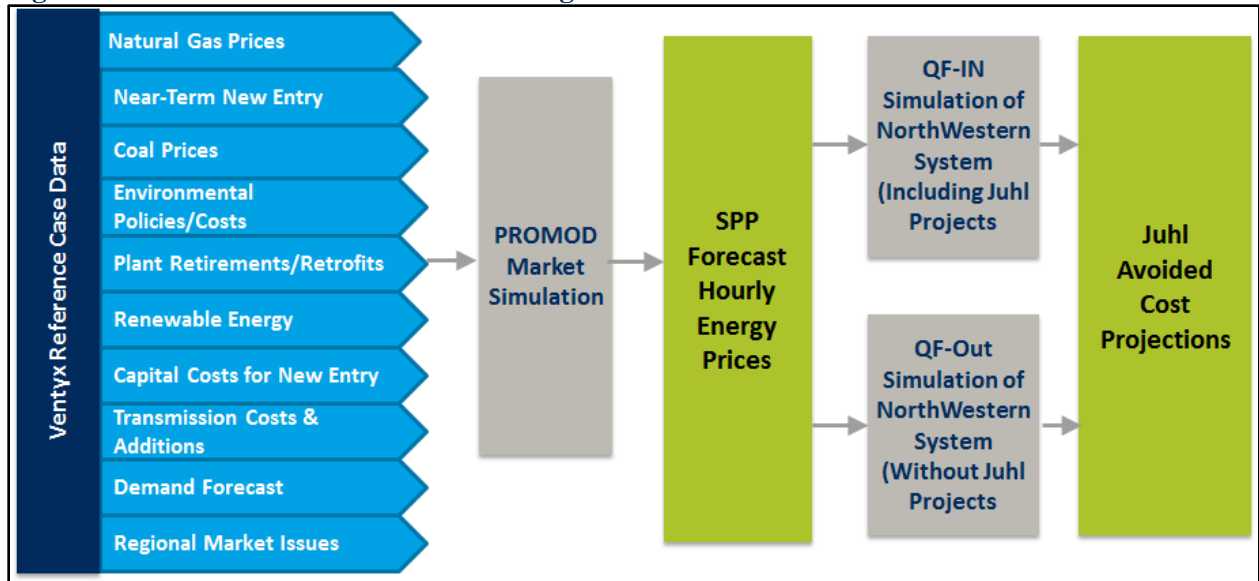 Ventyx Reference Case Data
Natural Gas Prices
Near-Term New Entry
Coal Prices
Environmental
Policies/Costs
Plant Retirements/Retrofits
Renewable Energy
Capital Costs for New Entry
Transmission Costs &
Additions
Demand Forecast
Regional Market Issues
PROMOD
Market
Simulation
SPP
Forecast
Hourly
Energy
Prices
QF-IN
Simulation of
NorthWestern
System
(Including Juhl
Projects
QF-Out
Simulation of
NorthWestern
System
(Without Juhl
Projects
Juhl
Avoided
Cost
Projections